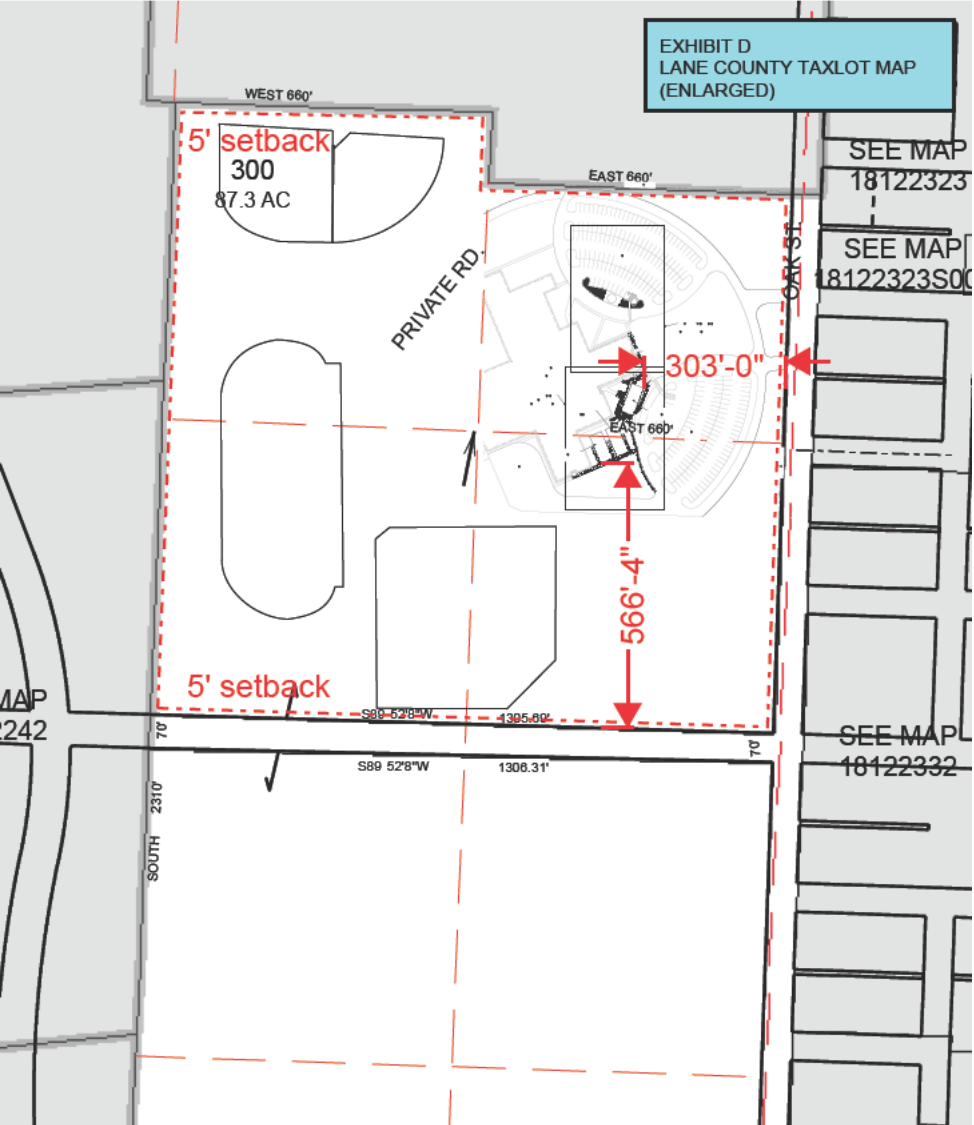 EXHIBIT D
LANE COUNTY TAXLOT MAP
(ENLARGED)
WEST 660'
5' setback
300
87.3 AC
EAST 660'
SEE MAP
18122323
PRIVATE RD.
OAK ST.
SEE MAP
18122323S00
303'-0"
EAST 660'
566'-4"
5' setback
MAP
2242
70'
S89 52'8"W
1305.69'
70'
S89 52'8"W
1306.31'
SEE MAP
18122332
SOUTH 2310'